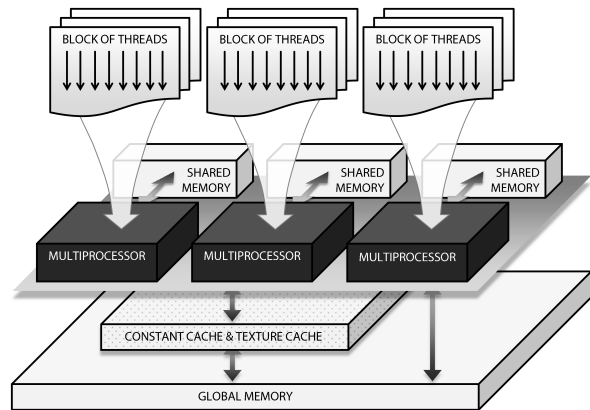 BLOCK OF THREADS
BLOCK OF THREADS
BLOCK OF THREADS
SHARED
MEMORY
SHARED
MEMORY
SHARED
MEMORY
MULTIPROCESSOR
MULTIPROCESSOR
MULTIPROCESSOR
CONSTANT CACHE & TEXTURE CACHE
GLOBAL MEMORY